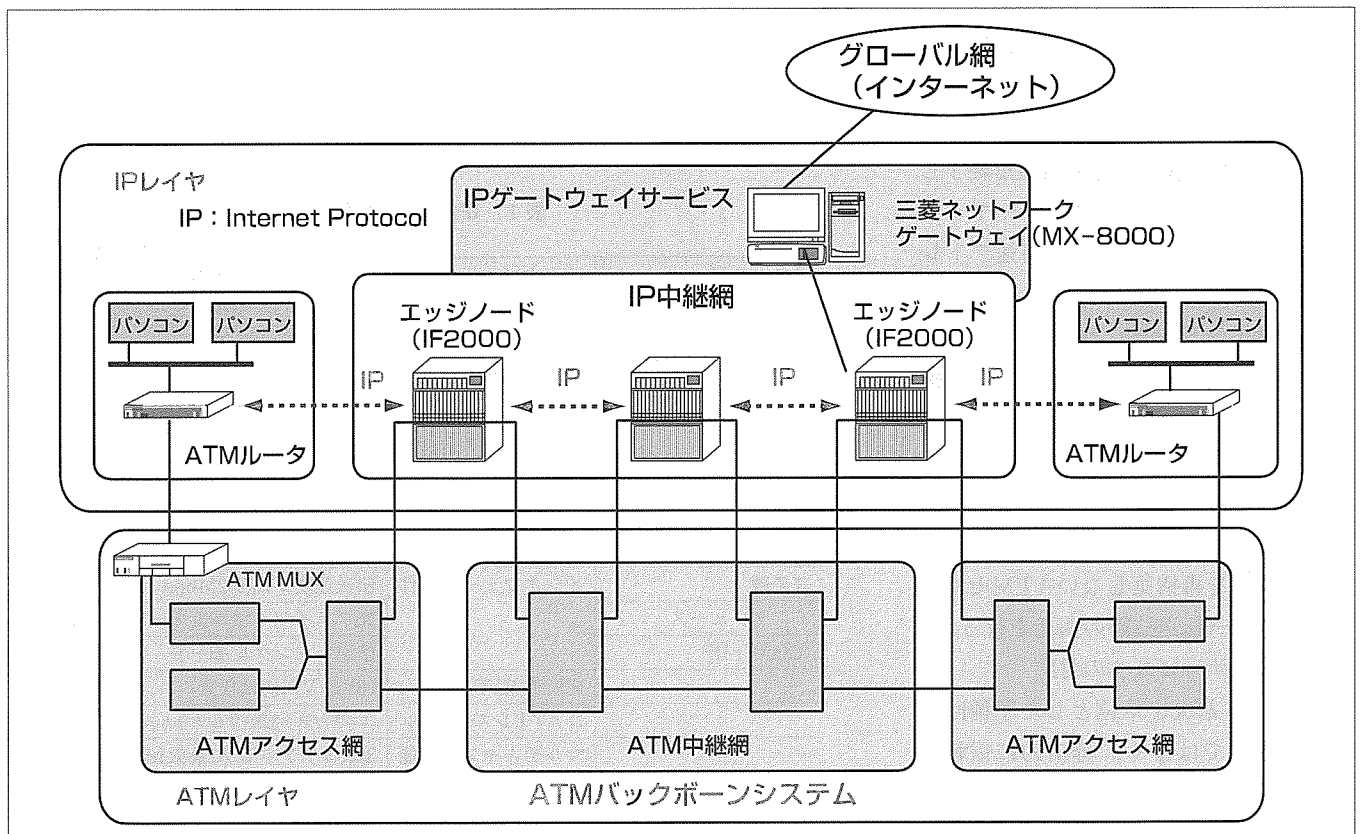 グローバル網
（インターネット）
IPレイヤ
IP：Internet Protocol
IPゲートウェイサービス
三菱ネットワーク
ゲートウェイ(MX-8000)
IP中継網
パソコン
パソコン
ATMルータ
エッジノード
（IF2000）
エッジノード
（IF2000）
IP
IP
IP
IP
パソコン
パソコン
ATMルータ
ATM MUX
ATMアクセス網
ATM中継網
ATMアクセス網
ATMレイヤ
ATMバックボーンシステム